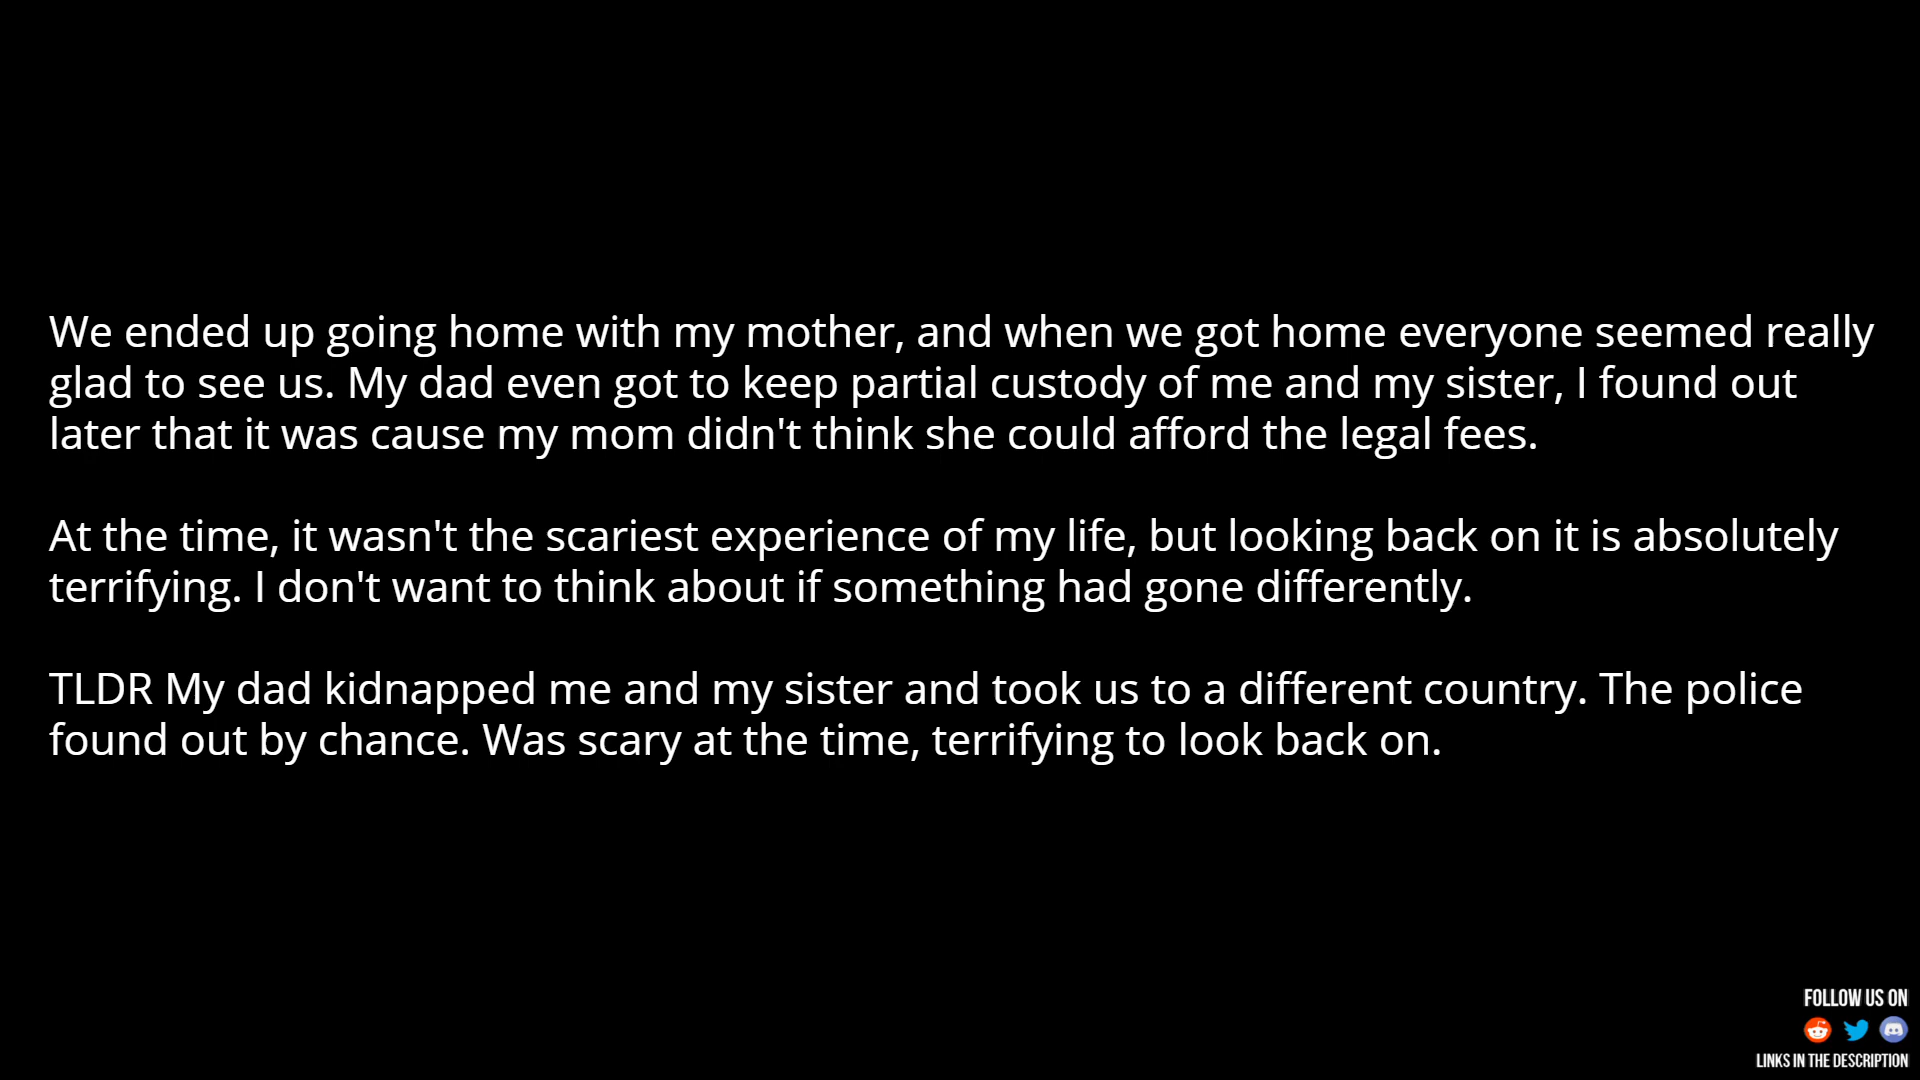 We ended up going home with my mother, and when we got home everyone seemed really
glad to see us. My dad even got to keep partial custody of me and my sister, I found out
later that it was cause my mom didn't think she could afford the legal fees.
At the time, it wasn't the scariest experience of my life, but looking back on it is absolutely
terrifying. I don't want to think about if something had gone differently.
TLDR My dad kidnapped me and my sister and took us to a different country. The police
found out by chance. Was scary at the time, terrifying to look back on.
FOLLOW US ON
LINKS IN THE DESCRIPTION